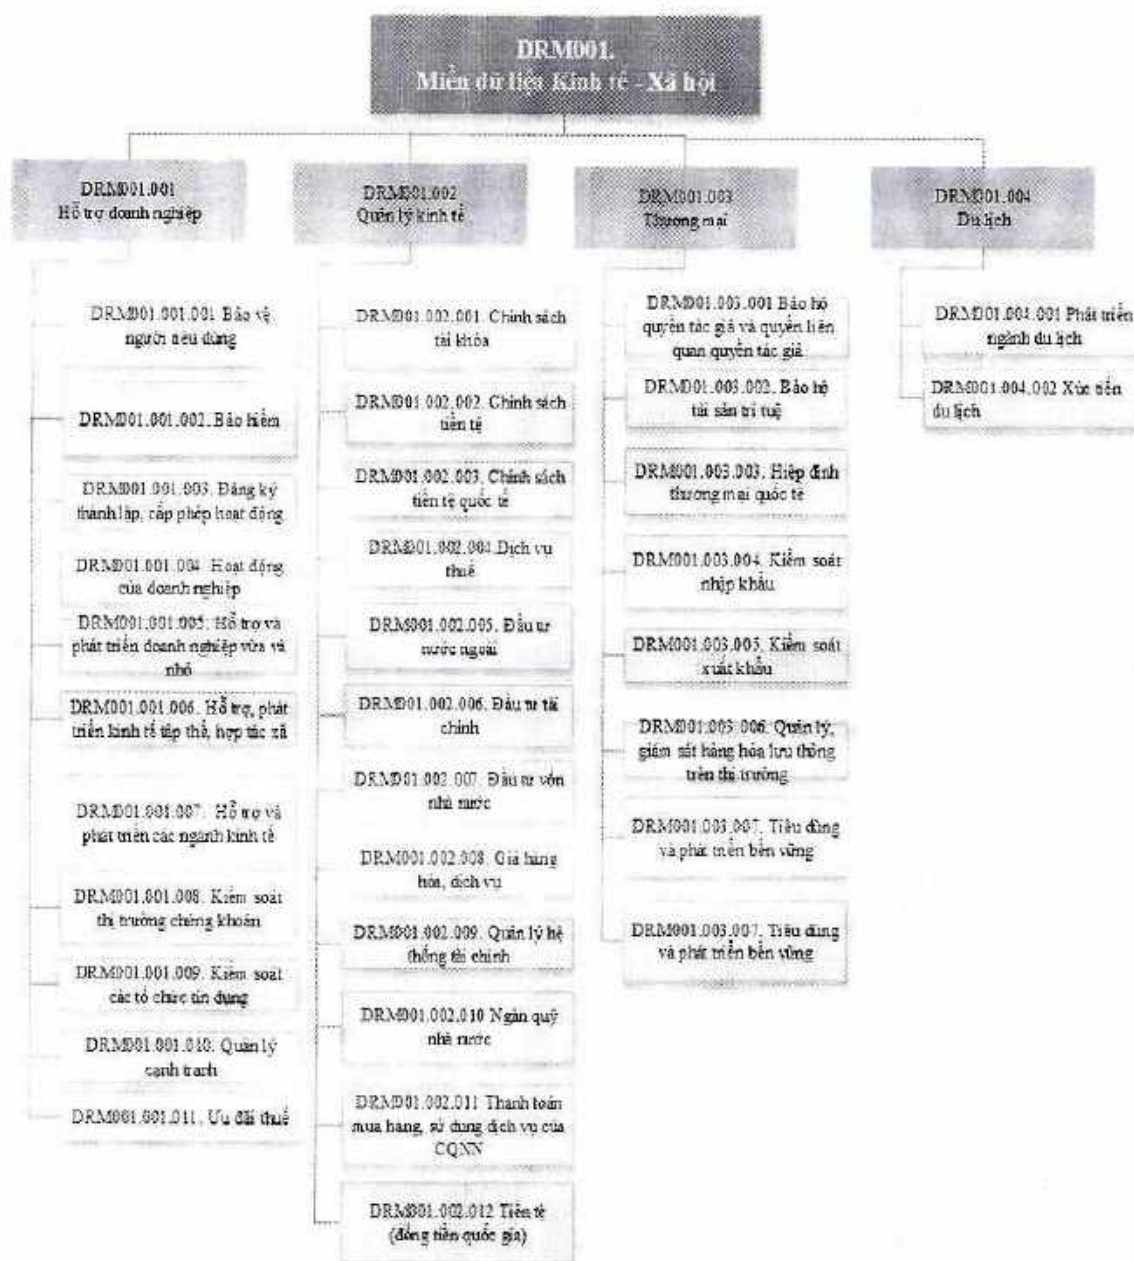 DRM001.
Miền dữ liệu Kinh tế - Xã hội
DRM001.001
Hỗ trợ doanh nghiệp
DRM001.001.001 Bảo vệ
người tiêu dùng
DRM001.001.002. Bảo hiểm
DRM001.001.003. Đăng ký
thành lập, cấp phép hoạt động
DRM001.001.004. Hoạt động
của doanh nghiệp
DRM001.001.005. Hỗ trợ và
phát triển doanh nghiệp vừa và
nhỏ
DRM001.001.006. Hỗ trợ, phát
triển kinh tế tập thể, hợp tác xã
DRM001.001.007. Hỗ trợ và
phát triển các ngành kinh tế
DRM001.001.008. Kiểm soát
thị trường chứng khoán
DRM001.001.009. Kiểm soát
các tổ chức tín dụng
DRM001.001.010. Quản lý
cạnh tranh
DRM001.001.011. Ưu đãi thuế
DRM001.002
Quản lý kinh tế
DRM001.002.001. Chính sách
tài khóa
DRM001.002.002. Chính sách
tiền tệ
DRM001.002.003. Chính sách
tiền tệ quốc tế
DRM001.002.004 Dịch vụ
thuế
DRM001.002.005. Đầu tư
nước ngoài
DRM001.002.006. Đầu tư tài
chính
DRM001.002.007. Đầu tư vốn
nhà nước
DRM001.002.008. Giá hàng
hóa, dịch vụ
DRM001.002.009. Quản lý hệ
thống tài chính
DRM001.002.010 Ngân quỹ
nhà nước
DRM001.002.011 Thanh toán
mua hàng, sử dụng dịch vụ của
CQNN
DRM001.002.012 Tiền tệ
(đồng tiền quốc gia)
DRM001.003
Thương mại
DRM001.003.001 Bảo hộ
quyền tác giả và quyền liên
quan quyền tác giả
DRM001.003.002. Bảo hộ
tài sản trí tuệ
DRM001.003.003. Hiệp định
thương mại quốc tế
DRM001.003.004. Kiểm soát
nhập khẩu
DRM001.003.005. Kiểm soát
xuất khẩu
DRM001.003.006. Quản lý,
giám sát hàng hóa lưu thông
trên thị trường
DRM001.003.007. Tiêu dùng
và phát triển bền vững
DRM001.003.007. Tiêu dùng
và phát triển bền vững
DRM001.004
Du lịch
DRM001.004.001 Phát triển
ngành du lịch
DRM001.004.002 Xúc tiến
du lịch